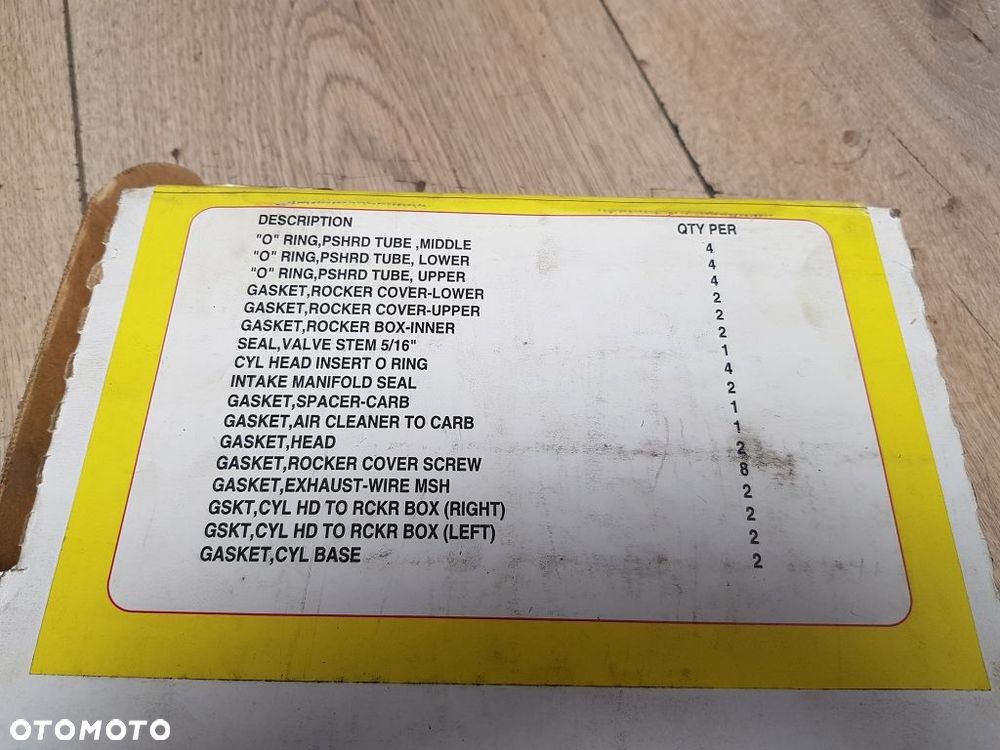 DESCRIPTION QTY PER
"O" RING,PSHRD TUBE ,MIDDLE 4
"O" RING,PSHRD TUBE, LOWER 4
"O" RING,PSHRD TUBE, UPPER 4
GASKET,ROCKER COVER-LOWER 2
GASKET,ROCKER COVER-UPPER 2
GASKET,ROCKER BOX-INNER 2
SEAL,VALVE STEM 5/16" 1
CYL HEAD INSERT O RING 4
INTAKE MANIFOLD SEAL 2
GASKET,SPACER-CARB 1
GASKET,AIR CLEANER TO CARB 1
GASKET,HEAD 2
GASKET,ROCKER COVER SCREW 8
GASKET,EXHAUST-WIRE MSH 2
GSKT,CYL HD TO RCKR BOX (RIGHT) 2
GSKT,CYL HD TO RCKR BOX (LEFT) 2
GASKET,CYL BASE 2
OTOMOTO